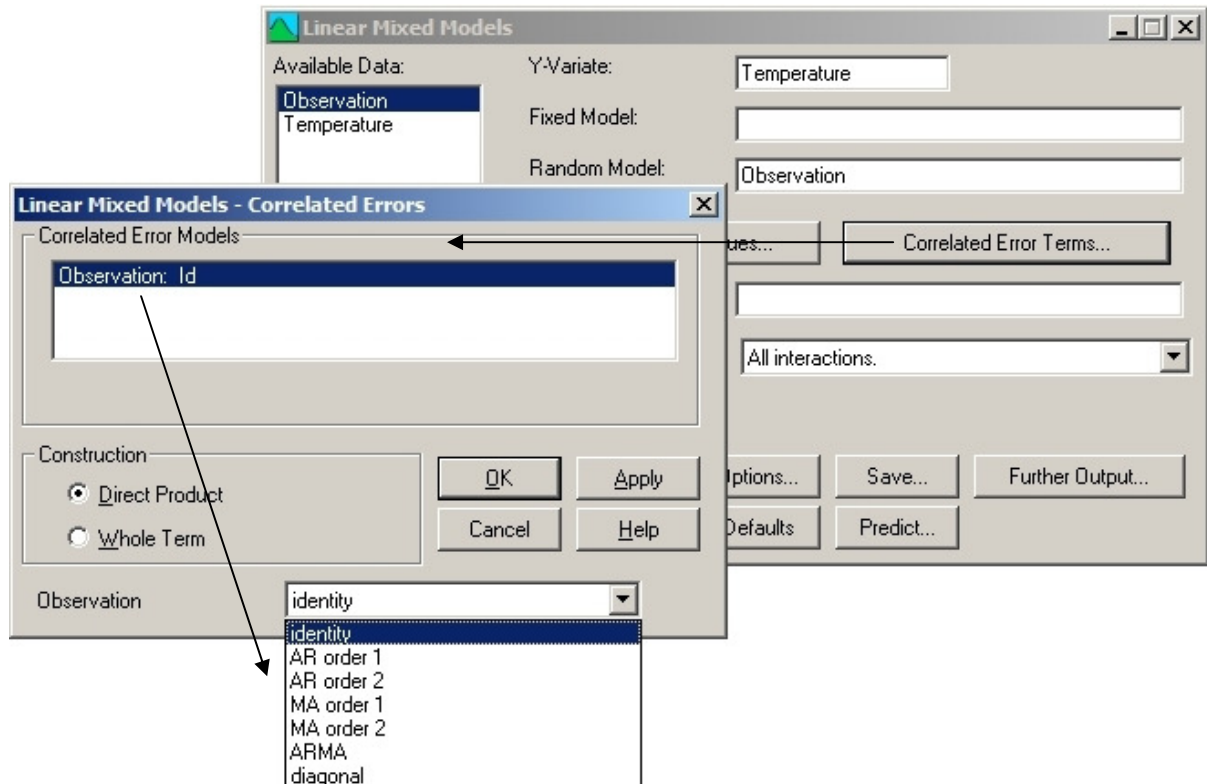 Linear Mixed Models
Available Data:
Observation
Temperature
Y-Variate:
Temperature
Fixed Model:
Random Model:
Observation
Correlated Error Terms...
All interactions.
Save...
Further Output...
Defaults
Predict...
Linear Mixed Models - Correlated Errors
Correlated Error Models
Observation: Id
Construction
Direct Product
Whole Term
OK
Apply
Cancel
Help
Observation
identity
identity
AR order 1
AR order 2
MA order 1
MA order 2
ARMA
diagonal